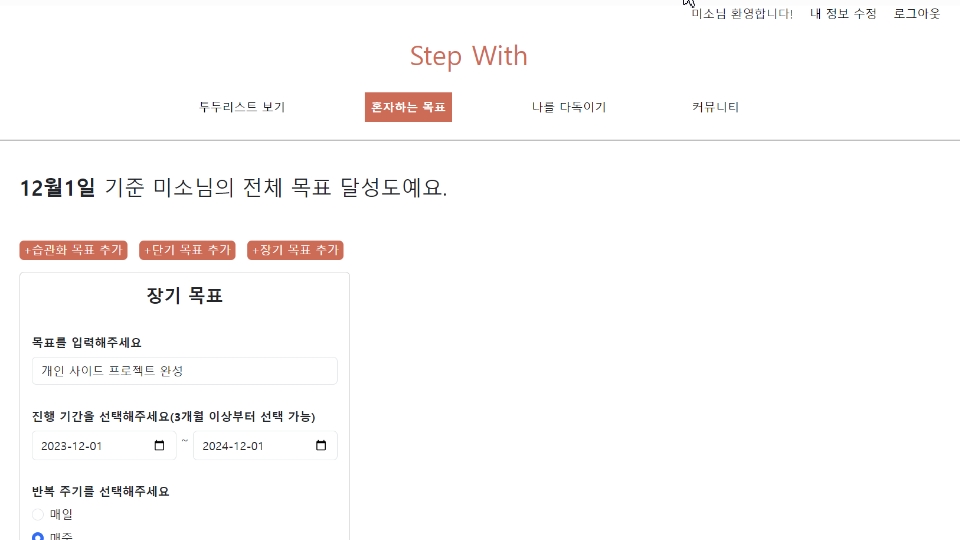 미소님 환영합니다! 내 정보 수정 로그아웃
Step With
투두리스트 보기 혼자하는 목표 나를 다독이기 커뮤니티
12월1일 기준 미소님의 전체 목표 달성도예요.
+습관화 목표 추가 +단기 목표 추가 +장기 목표 추가
장기 목표
목표를 입력해주세요
개인 사이드 프로젝트 완성
진행 기간을 선택해주세요(3개월 이상부터 선택 가능)
2023-12-01 ~ 2024-12-01
반복 주기를 선택해주세요
매일
매주